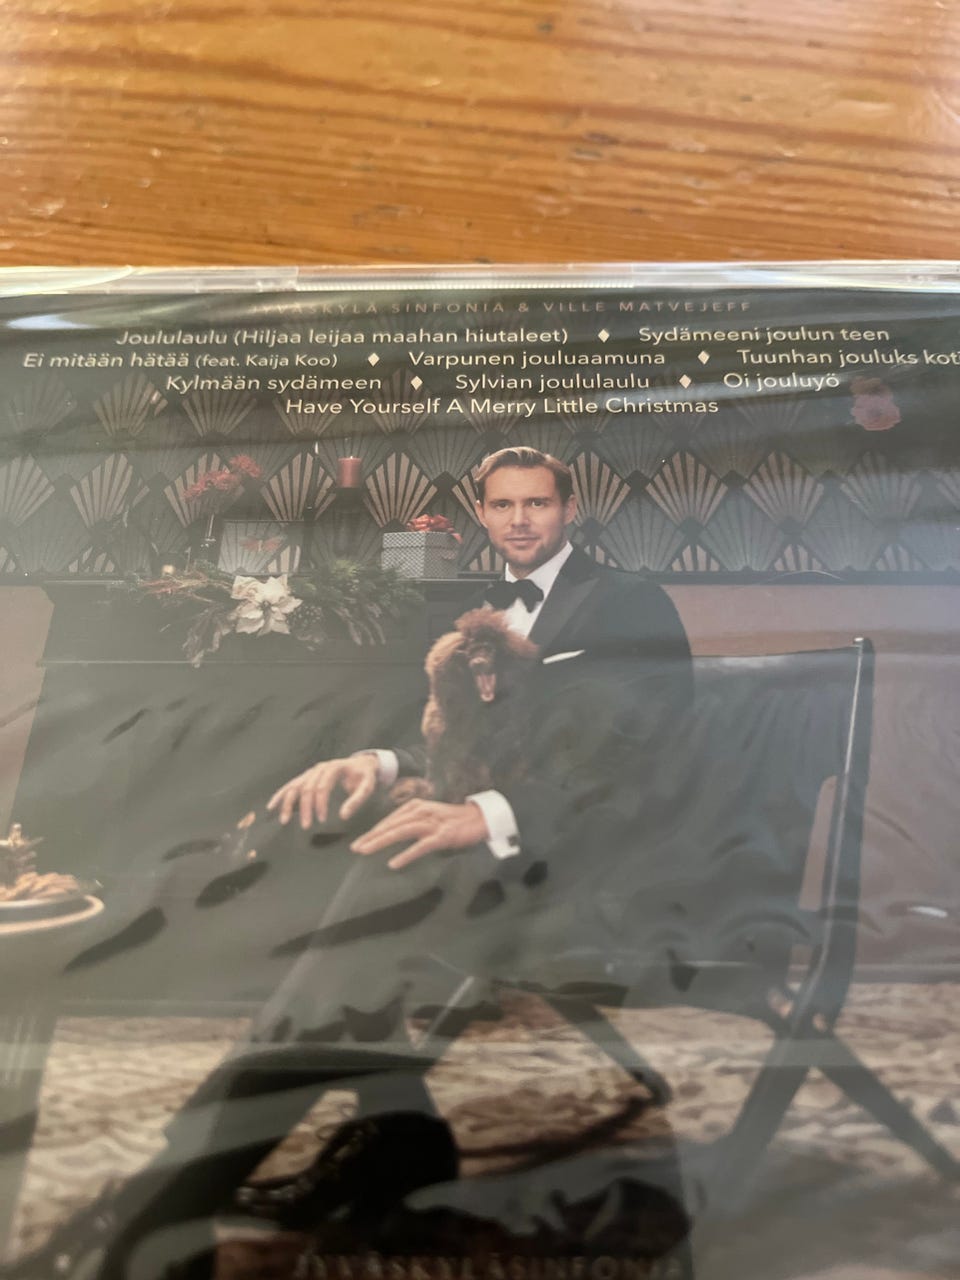 JYVÄSKYLÄ SINFONIA & VILLE MATVEJEFF
Joululaulu (Hiljaa leijaa maahan hiutaleet) ♦ Sydämeeni joulun teen
Ei mitään hätää (feat. Kaija Koo) ♦ Varpunen jouluaamuna ♦ Tuunhan jouluks koti
Kylmään sydämeen ♦ Sylvian joululaulu ♦ Oi jouluyö
Have Yourself A Merry Little Christmas
JYVÄSKYLÄSINFONIA